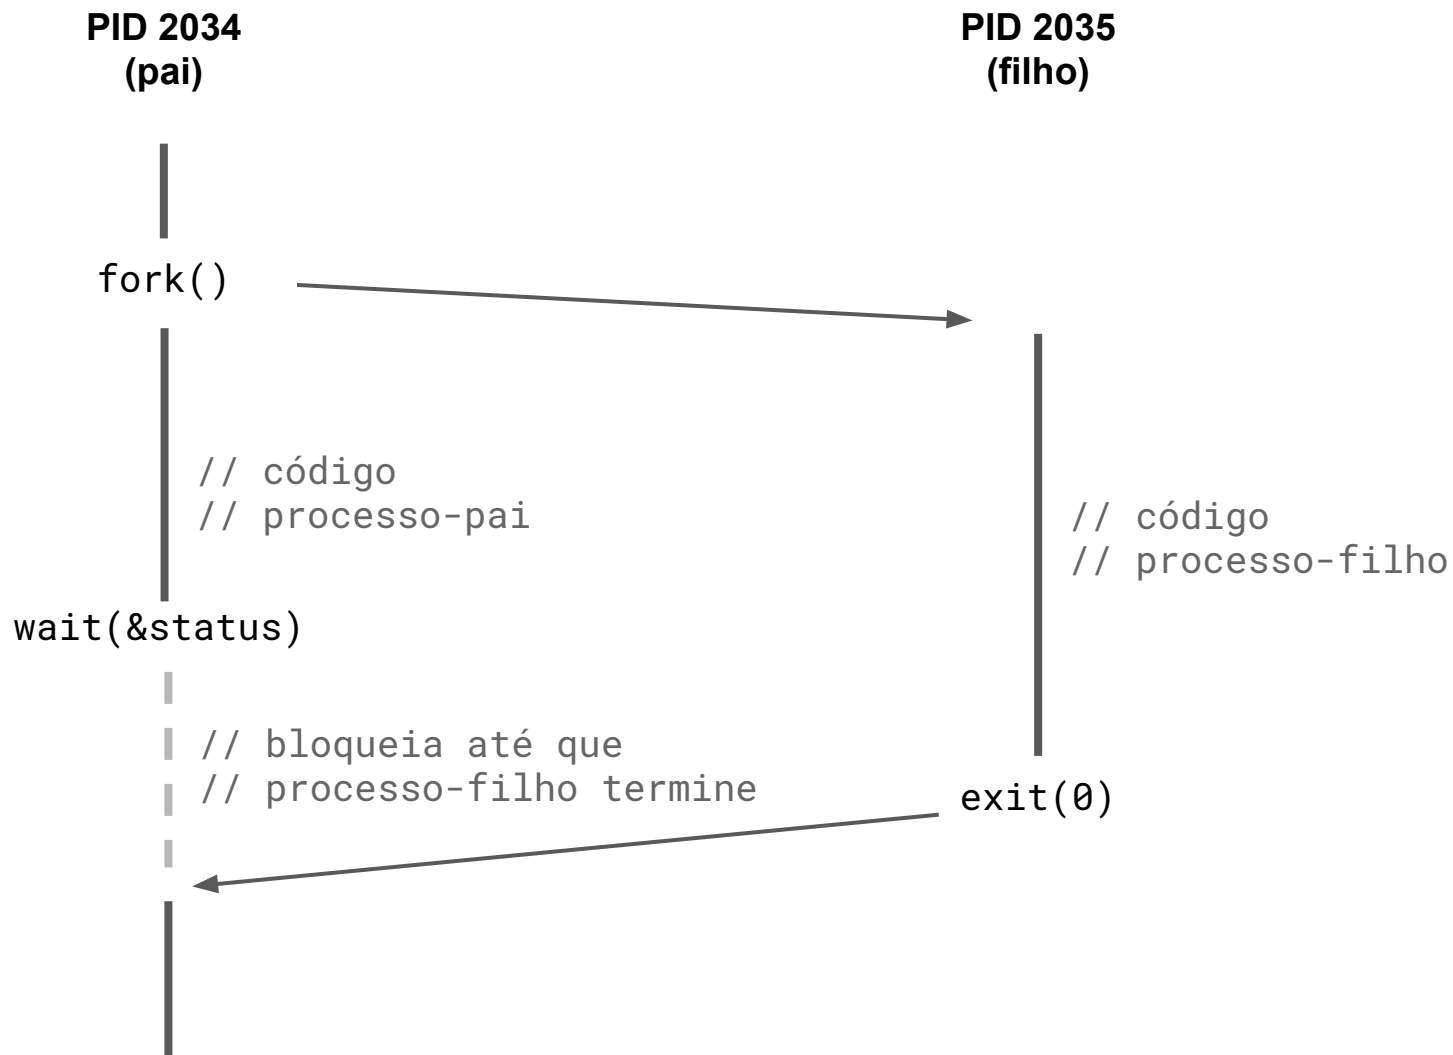 PID 2034
(pai)
PID 2035
(filho)
fork()
// código
// processo-pai
// código
// processo-filho
wait(&status)
// bloqueia até que
// processo-filho termine
exit(0)